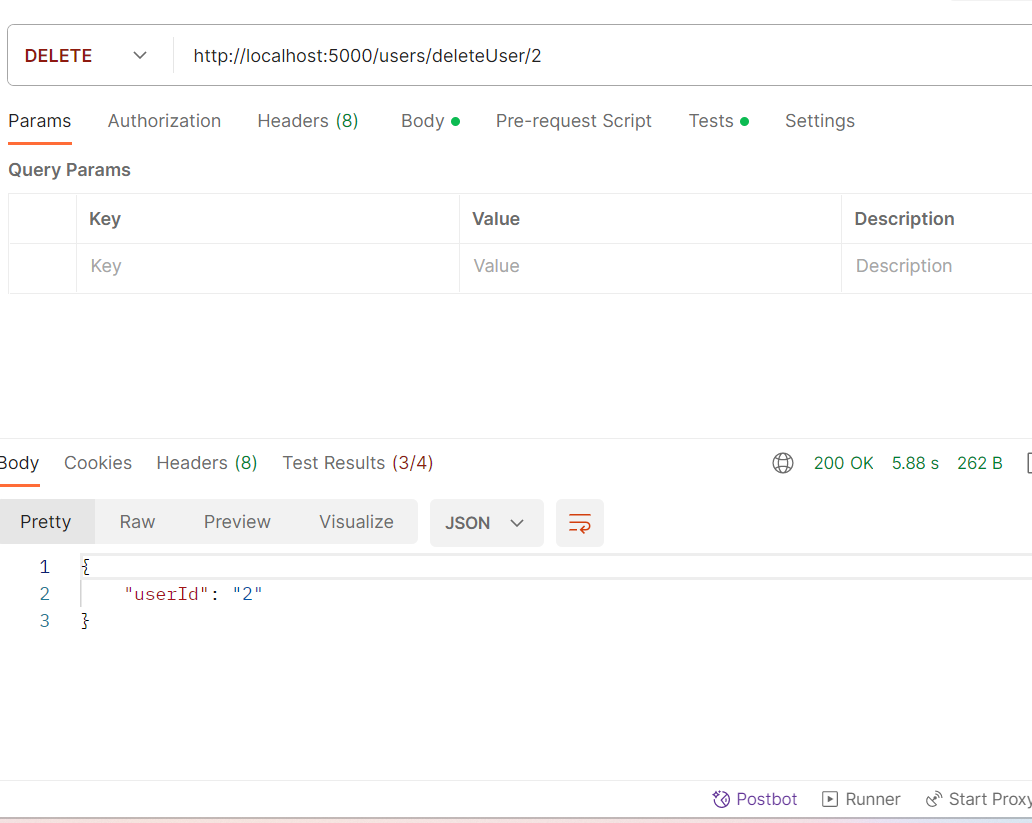 DELETE http://localhost:5000/users/deleteUser/2
Params Authorization Headers (8) Body Pre-request Script Tests Settings
Query Params
Key Value Description
Key Value Description
Body Cookies Headers (8) Test Results (3/4) 200 OK 5.88 s 262 B
Pretty Raw Preview Visualize JSON
1 {
2 "userId": "2"
3 }
Postbot Runner Start Proxy